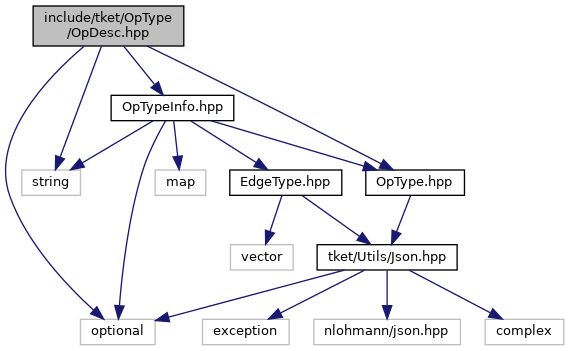 include/tket/OpType
/OpDesc.hpp
OpTypeInfo.hpp
string
map
EdgeType.hpp
OpType.hpp
vector
tket/Utils/Json.hpp
optional
exception
nlohmann/json.hpp
complex